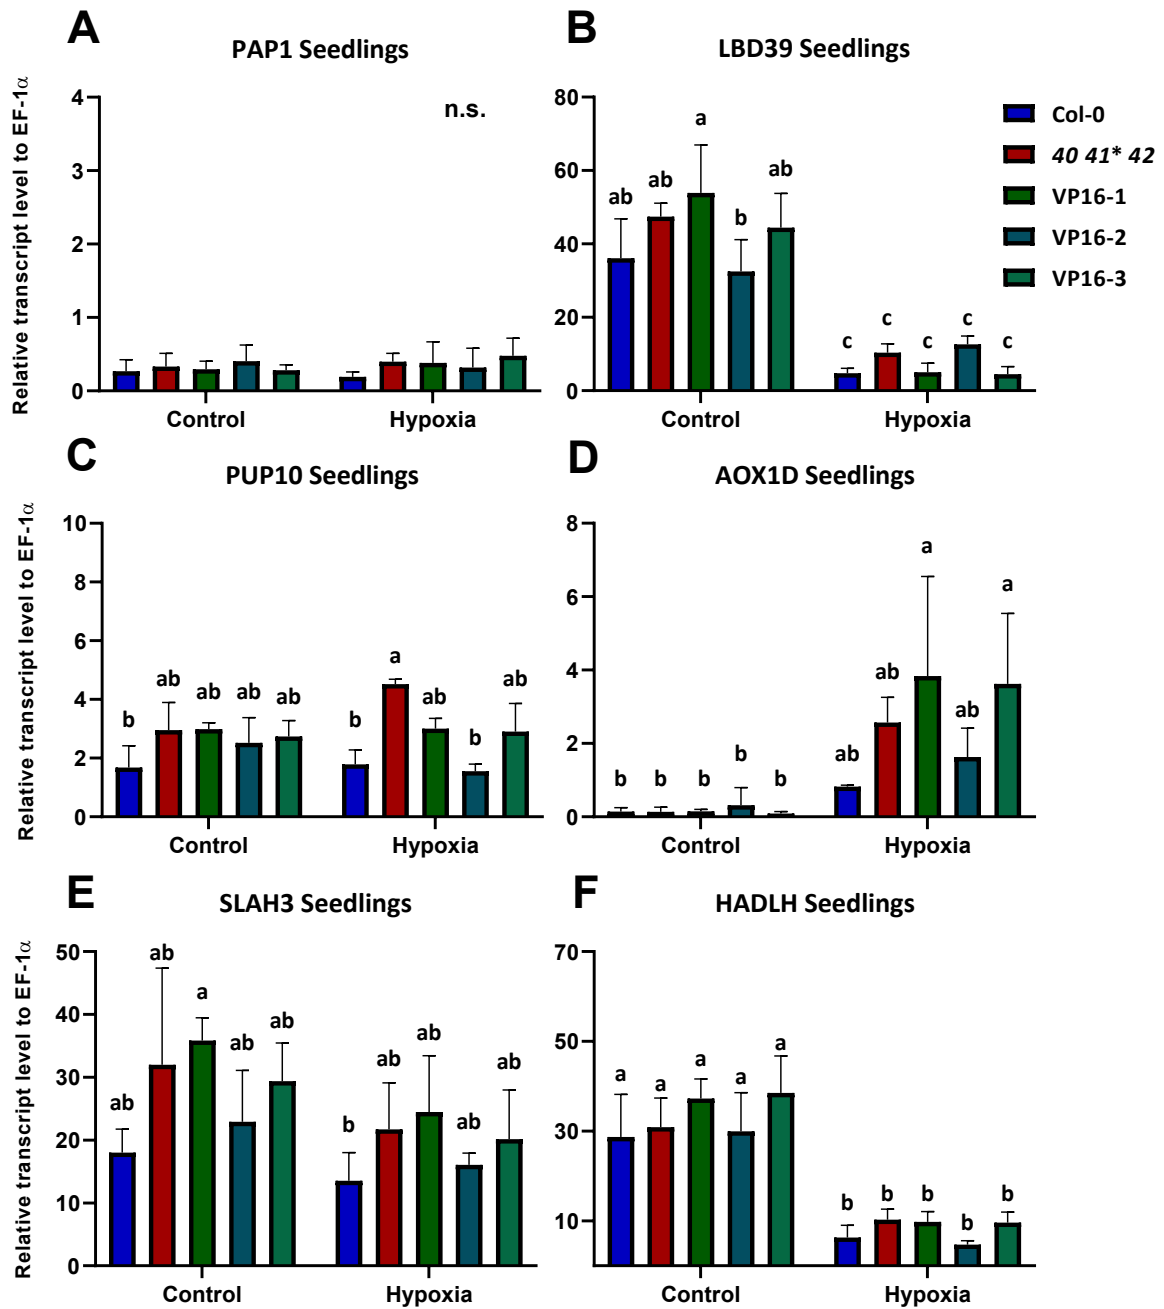 A
PAP1 Seedlings
Relative transcript level to EF-1α
4
3
2
1
0
n.s.
Control
Hypoxia
B
LBD39 Seedlings
80
60
40
20
0
ab
ab
a
b
ab
c
c
c
c
c
Control
Hypoxia
Col-0
40 41* 42
VP16-1
VP16-2
VP16-3
C
PUP10 Seedlings
Relative transcript level to EF-1α
10
8
6
4
2
0
b
ab
ab
ab
ab
b
a
ab
b
ab
Control
Hypoxia
D
AOX1D Seedlings
8
6
4
2
0
b
b
b
b
b
ab
ab
a
ab
a
Control
Hypoxia
E
SLAH3 Seedlings
Relative transcript level to EF-1α
50
40
30
20
10
0
ab
ab
a
ab
ab
b
ab
ab
ab
ab
Control
Hypoxia
F
HADLH Seedlings
70
50
30
10
a
a
a
a
a
b
b
b
b
b
Control
Hypoxia